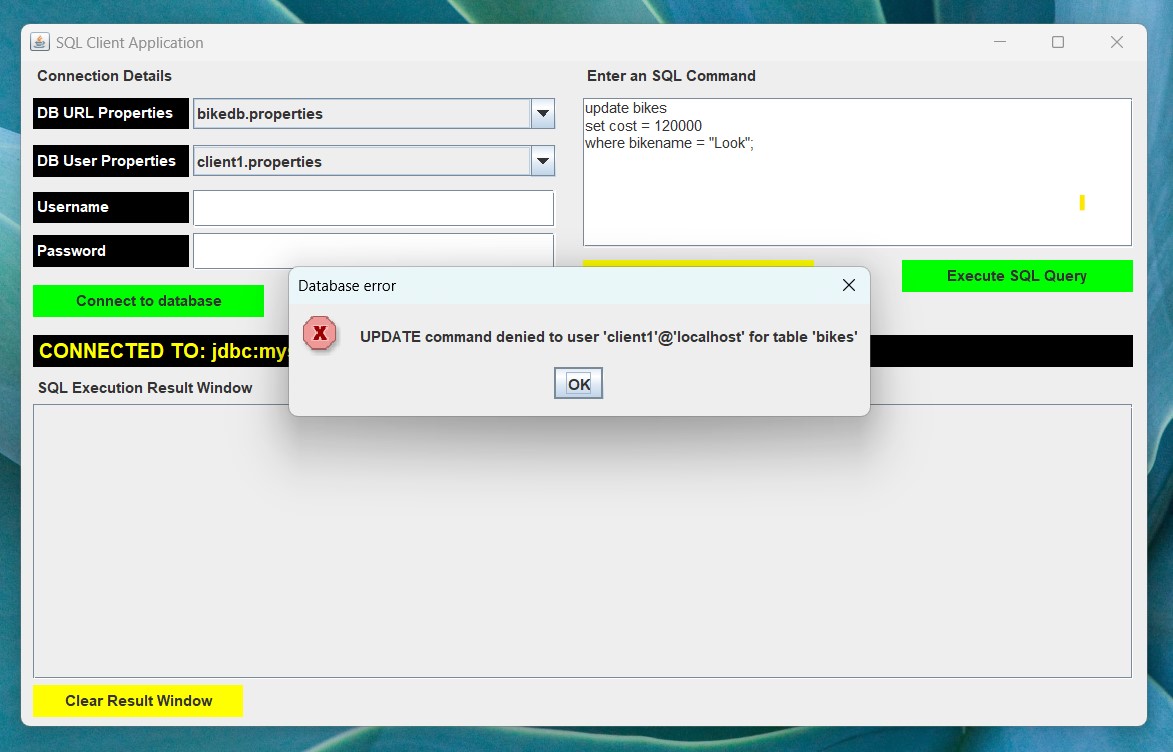 SQL Client Application
Connection Details
DB URL Properties
bikedb.properties
DB User Properties
client1.properties
Username
Password
Connect to database
Enter an SQL Command
update bikes
set cost = 120000
where bikename = "Look";
Execute SQL Query
CONNECTED TO:
Database error
UPDATE command denied to user 'client1'@'localhost' for table 'bikes'
OK
SQL Execution Result Window
Clear Result Window